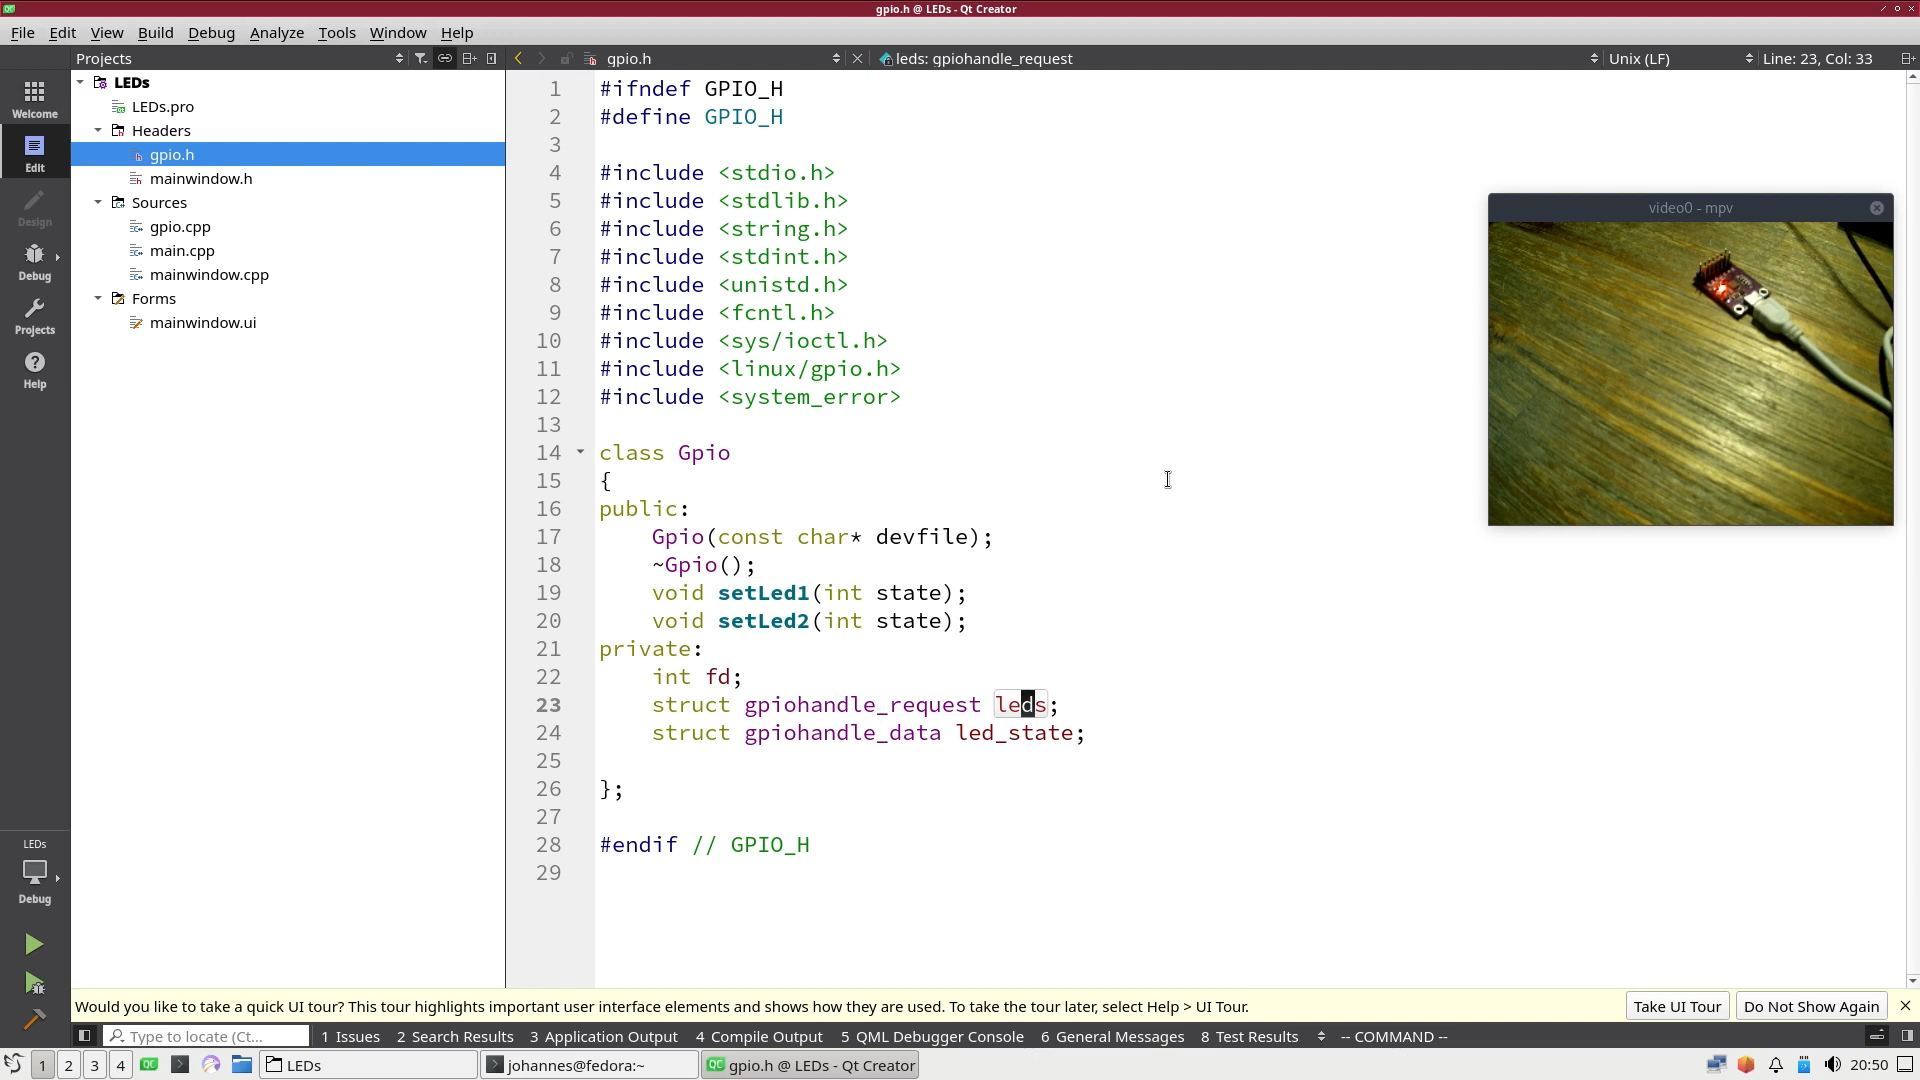 gpio.h @ LEDs - Qt Creator
File Edit View Build Debug Analyze Tools Window Help
Projects
gpio.h
leds: gpiohandle_request
Unix (LF)
Line: 23, Col: 33
Welcome
Edit
Design
Debug
Projects
Help
LEDs
Debug
LEDs
LEDs.pro
Headers
gpio.h
mainwindow.h
Sources
gpio.cpp
main.cpp
mainwindow.cpp
Forms
mainwindow.ui
1 #ifndef GPIO_H
2 #define GPIO_H
3
4 #include <stdio.h>
5 #include <stdlib.h>
6 #include <string.h>
7 #include <stdint.h>
8 #include <unistd.h>
9 #include <fcntl.h>
10 #include <sys/ioctl.h>
11 #include <linux/gpio.h>
12 #include <system_error>
13
14 class Gpio
15 {
16 public:
17 Gpio(const char* devfile);
18 ~Gpio();
19 void setLed1(int state);
20 void setLed2(int state);
21 private:
22 int fd;
23 struct gpiohandle_request leds;
24 struct gpiohandle_data led_state;
25
26 };
27
28 #endif // GPIO_H
29
video0 - mpv
Would you like to take a quick UI tour? This tour highlights important user interface elements and shows how they are used. To take the tour later, select Help > UI Tour.
Take UI Tour
Do Not Show Again
Type to locate (Ct...
1 Issues 2 Search Results 3 Application Output 4 Compile Output 5 QML Debugger Console 6 General Messages 8 Test Results
-- COMMAND --
1 2 3 4
QC
LEDs
johannes@fedora:~
QC gpio.h @ LEDs - Qt Creator
20:50